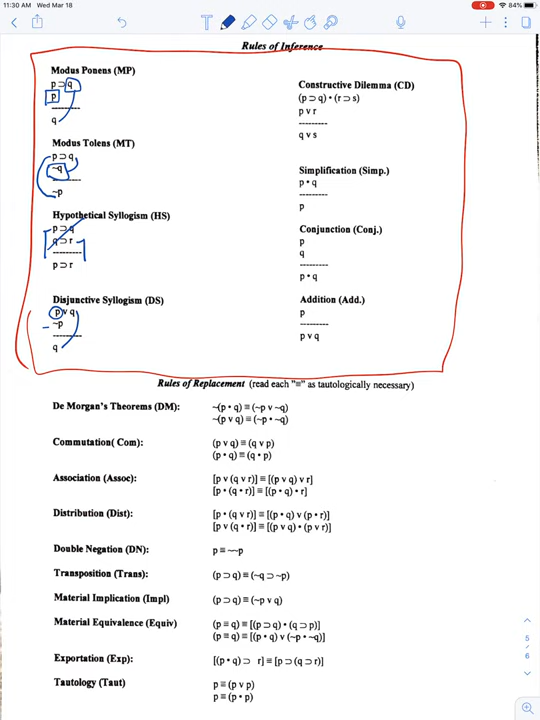 11:30 AM Wed Mar 18
84%
T
Rules of Inference
Modus Ponens (MP)
p ⊃ q
p
---------
q
Modus Tolens (MT)
p ⊃ q
~q
---------
~p
Hypothetical Syllogism (HS)
p ⊃ q
q ⊃ r
---------
p ⊃ r
Disjunctive Syllogism (DS)
p v q
~p
---------
q
Constructive Dilemma (CD)
(p ⊃ q) • (r ⊃ s)
p v r
---------
q v s
Simplification (Simp.)
p • q
---------
p
Conjunction (Conj.)
p
q
---------
p • q
Addition (Add.)
p
---------
p v q
Rules of Replacement (read each "≡" as tautologically necessary)
De Morgan's Theorems (DM): ~(p • q) ≡ (~p v ~q)
~(p v q) ≡ (~p • ~q)
Commutation( Com): (p v q) ≡ (q v p)
(p • q) ≡ (q • p)
Association (Assoc): [p v (q v r)] ≡ [(p v q) v r]
[p • (q • r)] ≡ [(p • q) • r]
Distribution (Dist): [p • (q v r)] ≡ [(p • q) v (p • r)]
[p v (q • r)] ≡ [(p v q) • (p v r)]
Double Negation (DN): p ≡ ~~p
Transposition (Trans): (p ⊃ q) ≡ (~q ⊃ ~p)
Material Implication (Impl) (p ⊃ q) ≡ (~p v q)
Material Equivalence (Equiv) (p ≡ q) ≡ [(p ⊃ q) • (q ⊃ p)]
(p ≡ q) ≡ [(p • q) v (~p • ~q)]
Exportation (Exp): [(p • q) ⊃ r] ≡ [p ⊃ (q ⊃ r)]
Tautology (Taut) p ≡ (p v p)
p ≡ (p • p)
5
/
6